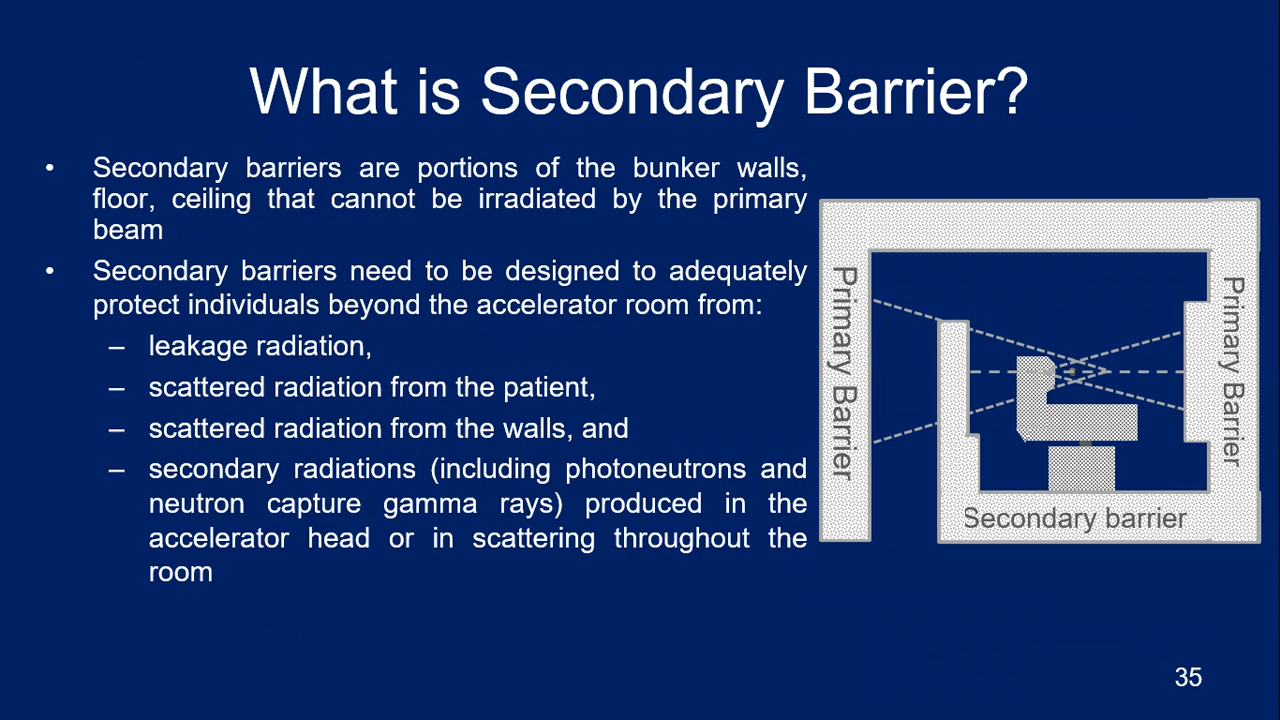 What is Secondary Barrier?
• Secondary barriers are portions of the bunker walls,
floor, ceiling that cannot be irradiated by the primary
beam
• Secondary barriers need to be designed to adequately
protect individuals beyond the accelerator room from:
– leakage radiation,
– scattered radiation from the patient,
– scattered radiation from the walls, and
– secondary radiations (including photoneutrons and
neutron capture gamma rays) produced in the
accelerator head or in scattering throughout the
room
Primary Barrier
Primary Barrier
Secondary barrier
35